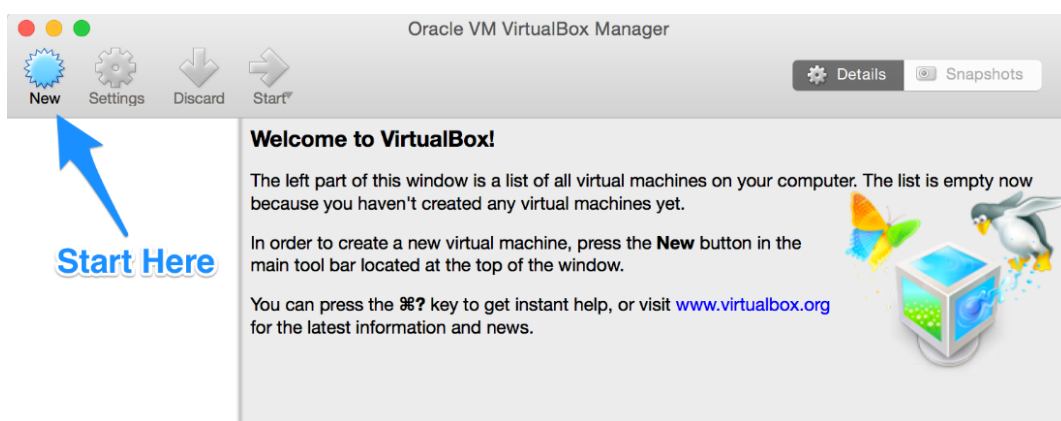 Oracle VM VirtualBox Manager
New Settings Discard Start
Details Snapshots
Welcome to VirtualBox!
The left part of this window is a list of all virtual machines on your computer. The list is empty now
because you haven't created any virtual machines yet.
In order to create a new virtual machine, press the New button in the
main tool bar located at the top of the window.
Start Here
You can press the ⌘? key to get instant help, or visit www.virtualbox.org
for the latest information and news.